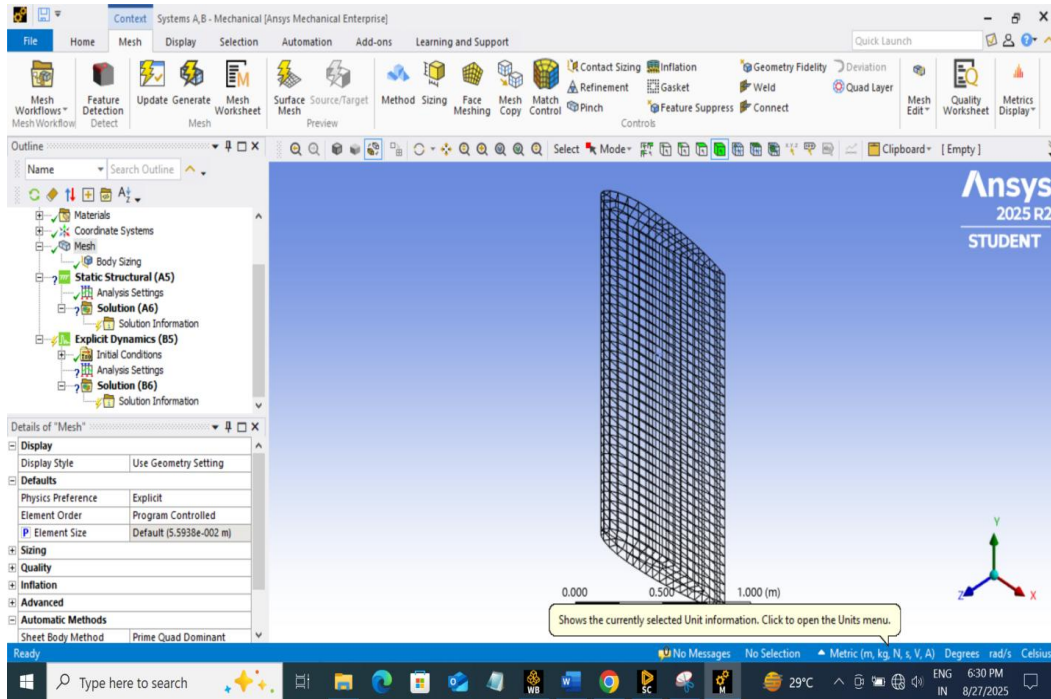 Context Systems A,B - Mechanical [Ansys Mechanical Enterprise]
File Home Mesh Display Selection Automation Add-ons Learning and Support Quick Launch
Mesh Workflows
Feature Detection
Update Generate Mesh Worksheet
Surface Mesh Source/Target
Method Sizing Face Meshing Mesh Copy Match Control
Contact Sizing Inflation Geometry Fidelity Deviation
Refinement Gasket Weld Quad Layer
Pinch Feature Suppress Connect
Mesh Edit Quality Worksheet Metrics Display
Mesh Workflow Detect Mesh Preview Controls
Outline
Name Search Outline
Select Mode Clipboard [Empty]
Materials
Coordinate Systems
Mesh
Body Sizing
Static Structural (A5)
Analysis Settings
Solution (A6)
Solution Information
Explicit Dynamics (B5)
Initial Conditions
Analysis Settings
Solution (B6)
Solution Information
Details of "Mesh"
Display
Display Style Use Geometry Setting
Defaults
Physics Preference Explicit
Element Order Program Controlled
P Element Size Default (5.5938e-002 m)
Sizing
Quality
Inflation
Advanced
Automatic Methods
Sheet Body Method Prime Quad Dominant
Ansys
2025 R2
STUDENT
0.000 0.500 1.000 (m)
Y
Z X
Shows the currently selected Unit information. Click to open the Units menu.
Ready No Messages No Selection Metric (m, kg, N, s, V, A) Degrees rad/s Celsius
Type here to search
WB
SC
M
29°C
ENG
IN
6:30 PM
8/27/2025